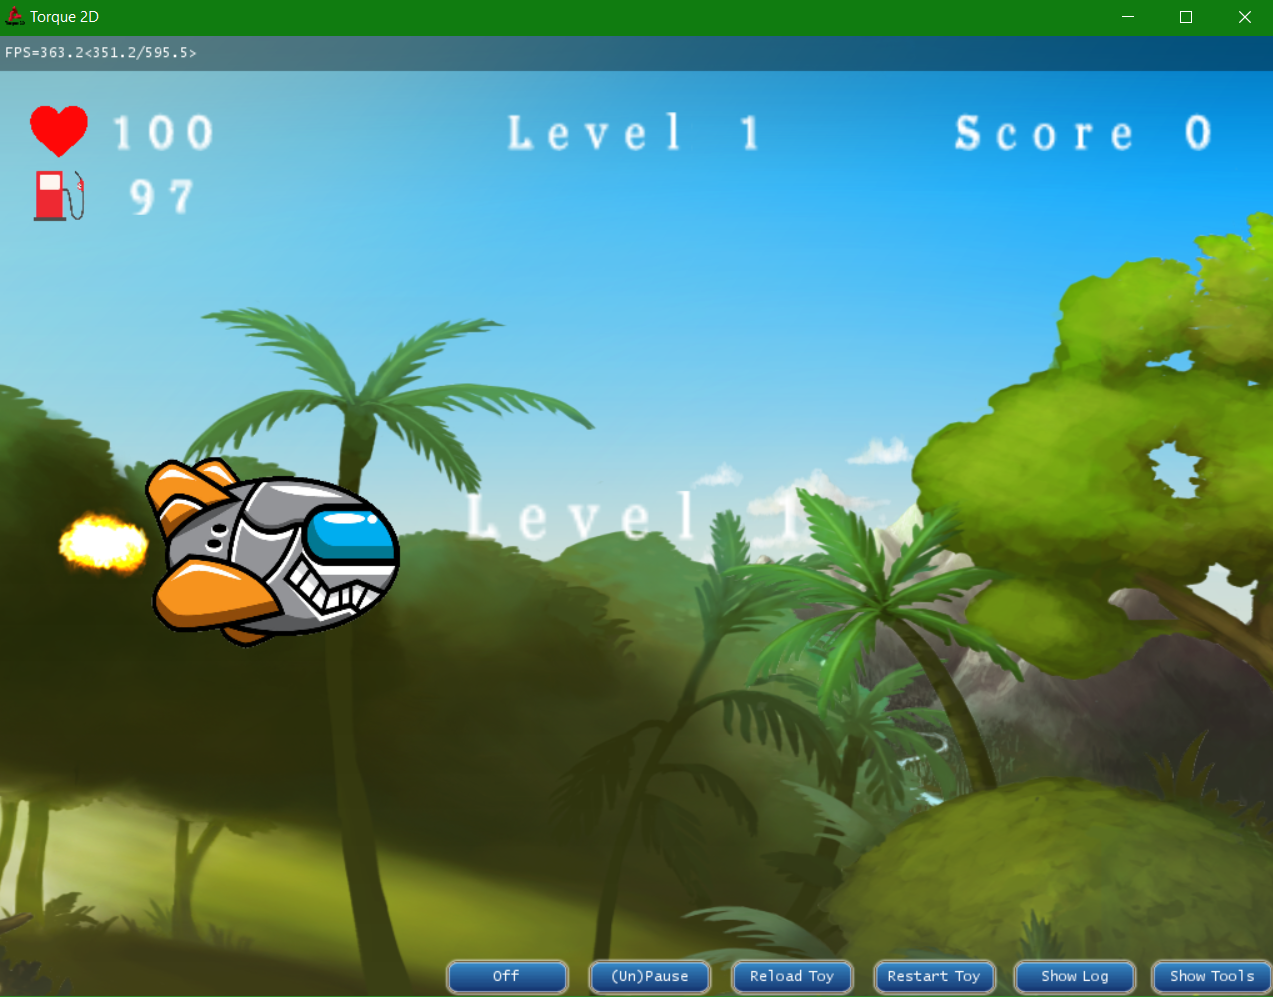 Torque 2D
FPS=363.2<351.2/595.5>
100 Level 1 Score 0
97
Level 1
Off (Un)Pause Reload Toy Restart Toy Show Log Show Tools